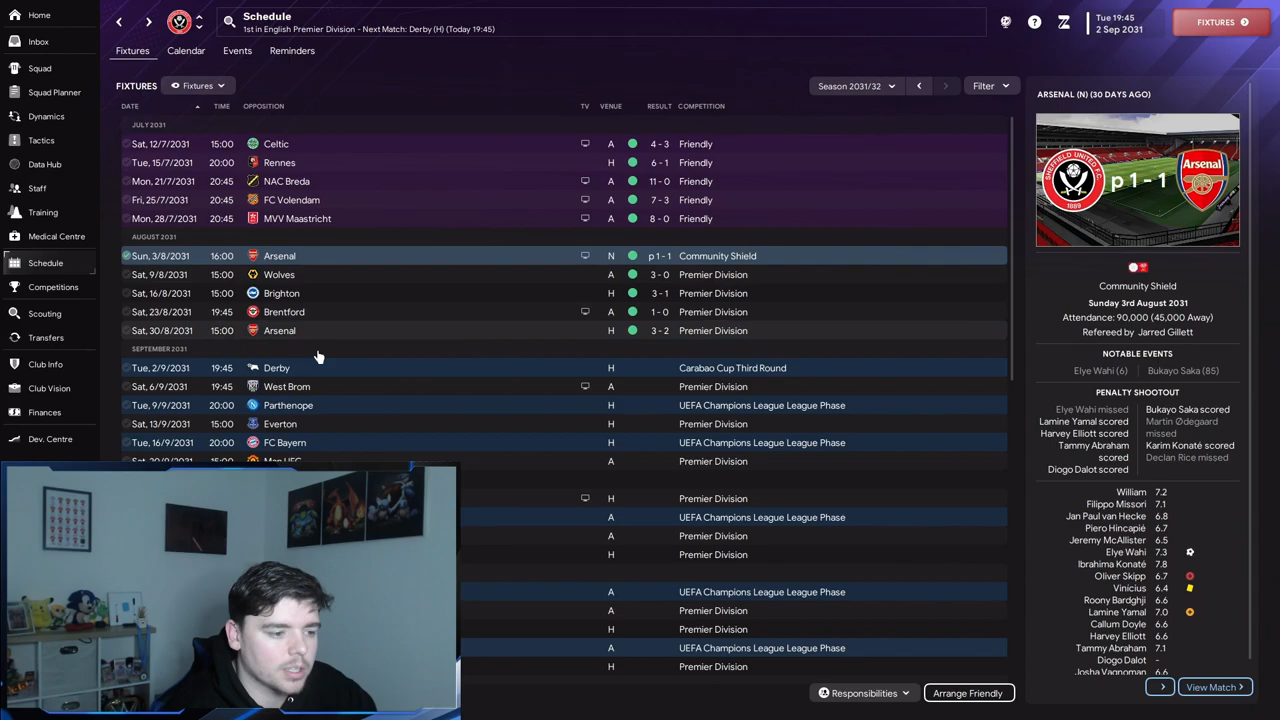 Home
Inbox
Squad
Squad Planner
Dynamics
Tactics
Data Hub
Staff
Training
Medical Centre
Schedule
Competitions
Scouting
Transfers
Club Info
Club Vision
Finances
Dev. Centre
Schedule
1st in English Premier Division - Next Match: Derby (H) (Today 19:45)
Tue 19:45
2 Sep 2031
FIXTURES
Fixtures Calendar Events Reminders
FIXTURES Fixtures Season 2031/32 Filter
DATE TIME OPPOSITION TV VENUE RESULT COMPETITION
JULY 2031
Sat, 12/7/2031 15:00 Celtic A 4 - 3 Friendly
Tue, 15/7/2031 20:00 Rennes H 6 - 1 Friendly
Mon, 21/7/2031 20:45 NAC Breda A 11 - 0 Friendly
Fri, 25/7/2031 20:45 FC Volendam A 7 - 3 Friendly
Mon, 28/7/2031 20:45 MVV Maastricht A 8 - 0 Friendly
AUGUST 2031
Sun, 3/8/2031 16:00 Arsenal N p 1 - 1 Community Shield
Sat, 9/8/2031 15:00 Wolves A 3 - 0 Premier Division
Sat, 16/8/2031 15:00 Brighton H 3 - 1 Premier Division
Sat, 23/8/2031 19:45 Brentford A 1 - 0 Premier Division
Sat, 30/8/2031 15:00 Arsenal H 3 - 2 Premier Division
SEPTEMBER 2031
Tue, 2/9/2031 19:45 Derby H Carabao Cup Third Round
Sat, 6/9/2031 19:45 West Brom A Premier Division
Tue, 9/9/2031 20:00 Parthenope H UEFA Champions League League Phase
Sat, 13/9/2031 15:00 Everton H Premier Division
Tue, 16/9/2031 20:00 FC Bayern H UEFA Champions League League Phase
H Premier Division
H Premier Division
A UEFA Champions League League Phase
A Premier Division
H Premier Division
A UEFA Champions League League Phase
A Premier Division
H Premier Division
A UEFA Champions League League Phase
H Premier Division
Responsibilities Arrange Friendly
ARSENAL (N) (30 DAYS AGO)
SHEFFIELD UNITED F.C.
1889
p 1 - 1
Arsenal
Community Shield
Sunday 3rd August 2031
Attendance: 90,000 (45,000 Away)
Refereed by Jarred Gillett
NOTABLE EVENTS
Elye Wahi (6) Bukayo Saka (85)
PENALTY SHOOTOUT
Elye Wahi missed
Lamine Yamal scored
Harvey Elliott scored
Tammy Abraham
scored
Diogo Dalot scored
Bukayo Saka scored
Martin Ødegaard
missed
Karim Konaté scored
Declan Rice missed
William 7.2
Filippo Missori 7.1
Jan Paul van Hecke 6.8
Piero Hincapié 6.7
Jeremy McAllister 6.5
Elye Wahi 7.3
Ibrahima Konaté 7.8
Oliver Skipp 6.7
Vinicius 6.4
Roony Bardghji 6.6
Lamine Yamal 7.0
Callum Doyle 6.6
Harvey Elliott 6.6
Tammy Abraham 7.1
Diogo Dalot -
Josha Vagnoman 6.6
View Match